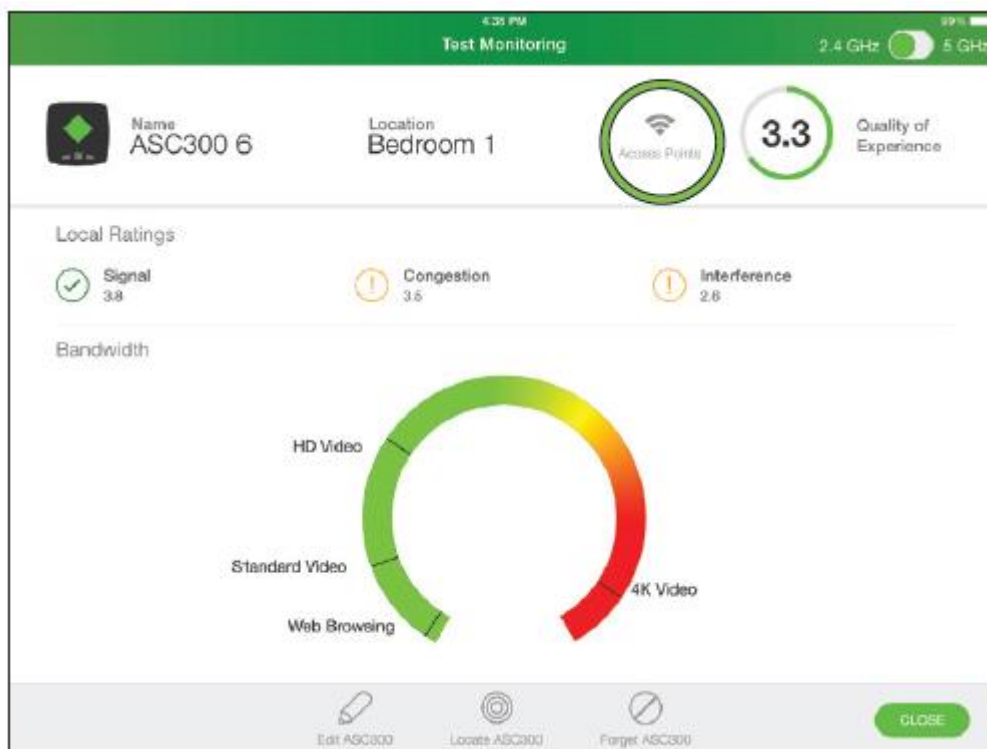 4:35 PM
99%
Test Monitoring
2.4 GHz
5 GHz
Name
ASC300 6
Location
Bedroom 1
Access Points
3.3
Quality of
Experience
Local Ratings
Signal
3.8
Congestion
3.5
Interference
2.6
Bandwidth
HD Video
Standard Video
Web Browsing
4K Video
Edit ASC300
Locate ASC300
Forget ASC300
CLOSE